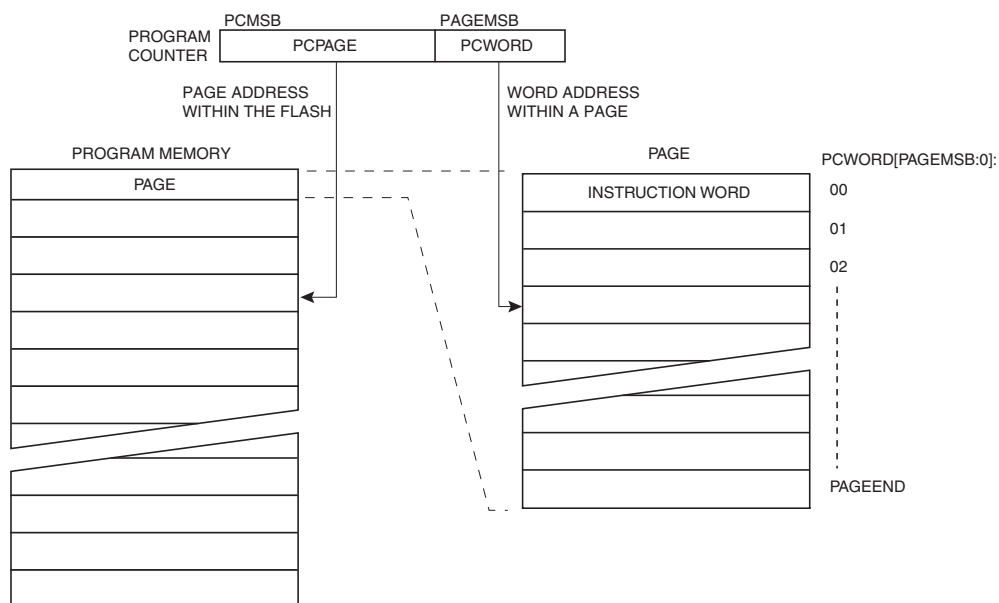 PCMSB
PAGEMSB
PROGRAM
COUNTER
PCPAGE
PCWORD
PAGE ADDRESS
WITHIN THE FLASH
WORD ADDRESS
WITHIN A PAGE
PROGRAM MEMORY
PAGE
PCWORD[PAGEMSB:0]:
PAGE
INSTRUCTION WORD
00
01
02
PAGEEND